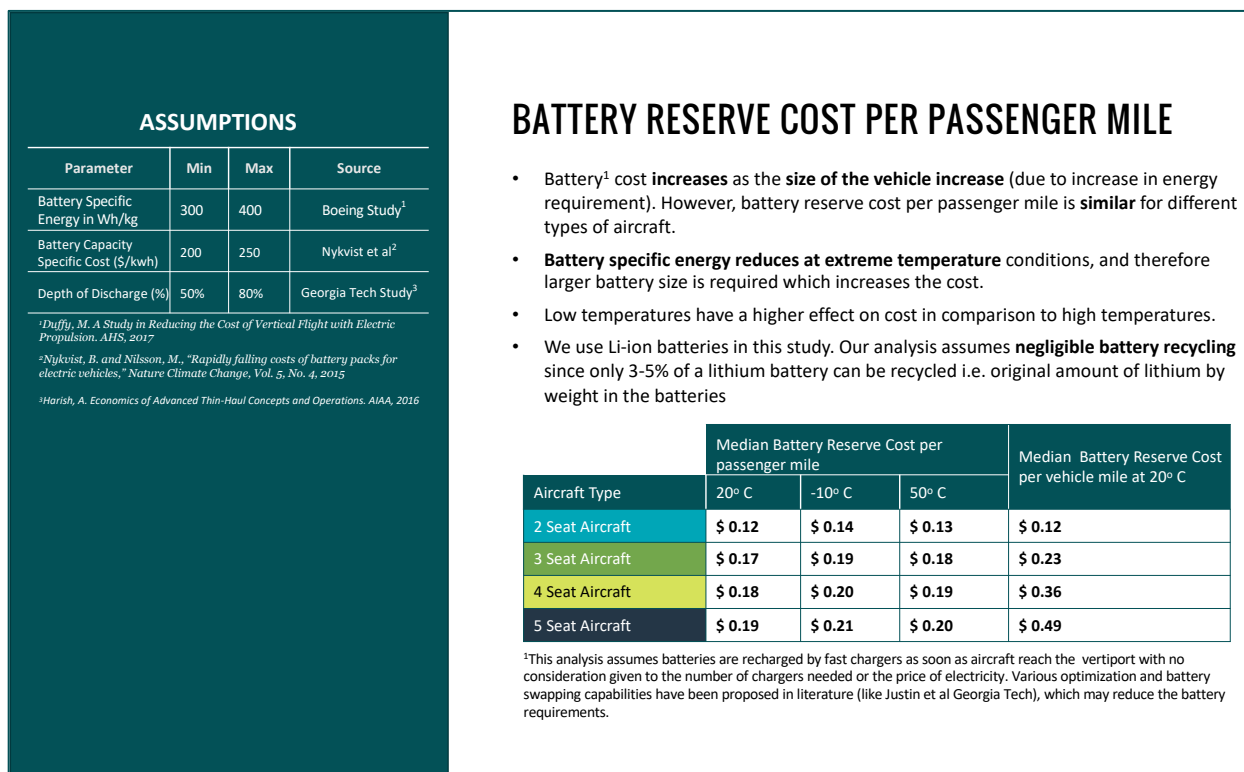 ASSUMPTIONS
Parameter Min Max Source
Battery Specific
Energy in Wh/kg 300 400 Boeing Study¹
Battery Capacity
Specific Cost ($/kwh) 200 250 Nykvist et al²
Depth of Discharge (%) 50% 80% Georgia Tech Study³
¹Duffy, M. A Study in Reducing the Cost of Vertical Flight with Electric
Propulsion. AHS, 2017
²Nykvist, B. and Nilsson, M., “Rapidly falling costs of battery packs for
electric vehicles,” Nature Climate Change, Vol. 5, No. 4, 2015
³Harish, A. Economics of Advanced Thin-Haul Concepts and Operations. AIAA, 2016
BATTERY RESERVE COST PER PASSENGER MILE
• Battery¹ cost increases as the size of the vehicle increase (due to increase in energy
requirement). However, battery reserve cost per passenger mile is similar for different
types of aircraft.
• Battery specific energy reduces at extreme temperature conditions, and therefore
larger battery size is required which increases the cost.
• Low temperatures have a higher effect on cost in comparison to high temperatures.
• We use Li-ion batteries in this study. Our analysis assumes negligible battery recycling
since only 3-5% of a lithium battery can be recycled i.e. original amount of lithium by
weight in the batteries
Median Battery Reserve Cost per
passenger mile
Median Battery Reserve Cost
per vehicle mile at 20° C
Aircraft Type 20° C -10° C 50° C
2 Seat Aircraft $ 0.12 $ 0.14 $ 0.13 $ 0.12
3 Seat Aircraft $ 0.17 $ 0.19 $ 0.18 $ 0.23
4 Seat Aircraft $ 0.18 $ 0.20 $ 0.19 $ 0.36
5 Seat Aircraft $ 0.19 $ 0.21 $ 0.20 $ 0.49
¹This analysis assumes batteries are recharged by fast chargers as soon as aircraft reach the vertiport with no
consideration given to the number of chargers needed or the price of electricity. Various optimization and battery
swapping capabilities have been proposed in literature (like Justin et al Georgia Tech), which may reduce the battery
requirements.